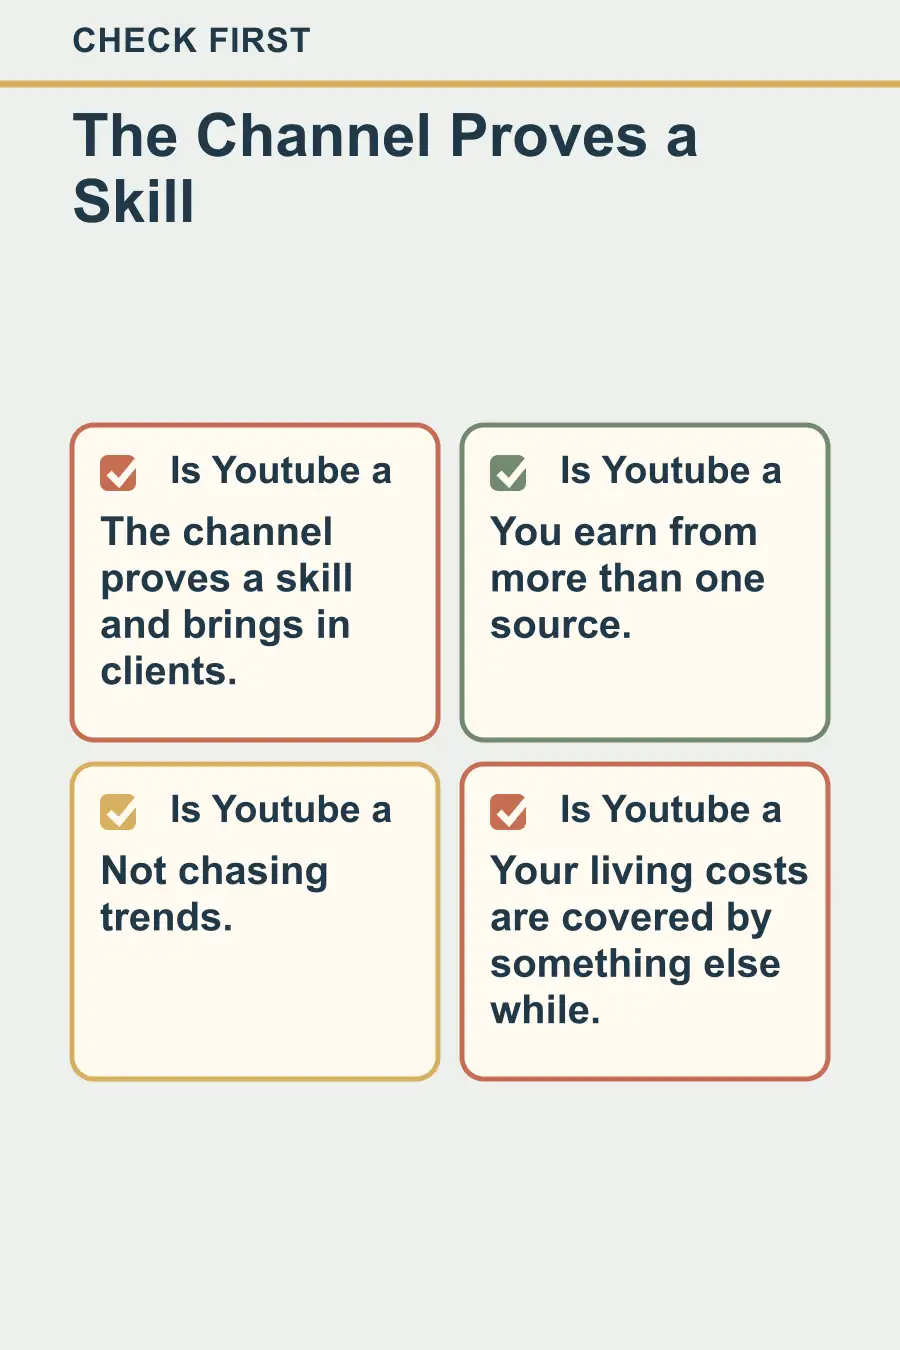 CHECK FIRST
The Channel Proves a
Skill
Is Youtube a
The channel
proves a skill
and brings in
clients.
Is Youtube a
You earn from
more than one
source.
Is Youtube a
Not chasing
trends.
Is Youtube a
Your living costs
are covered by
something else
while.